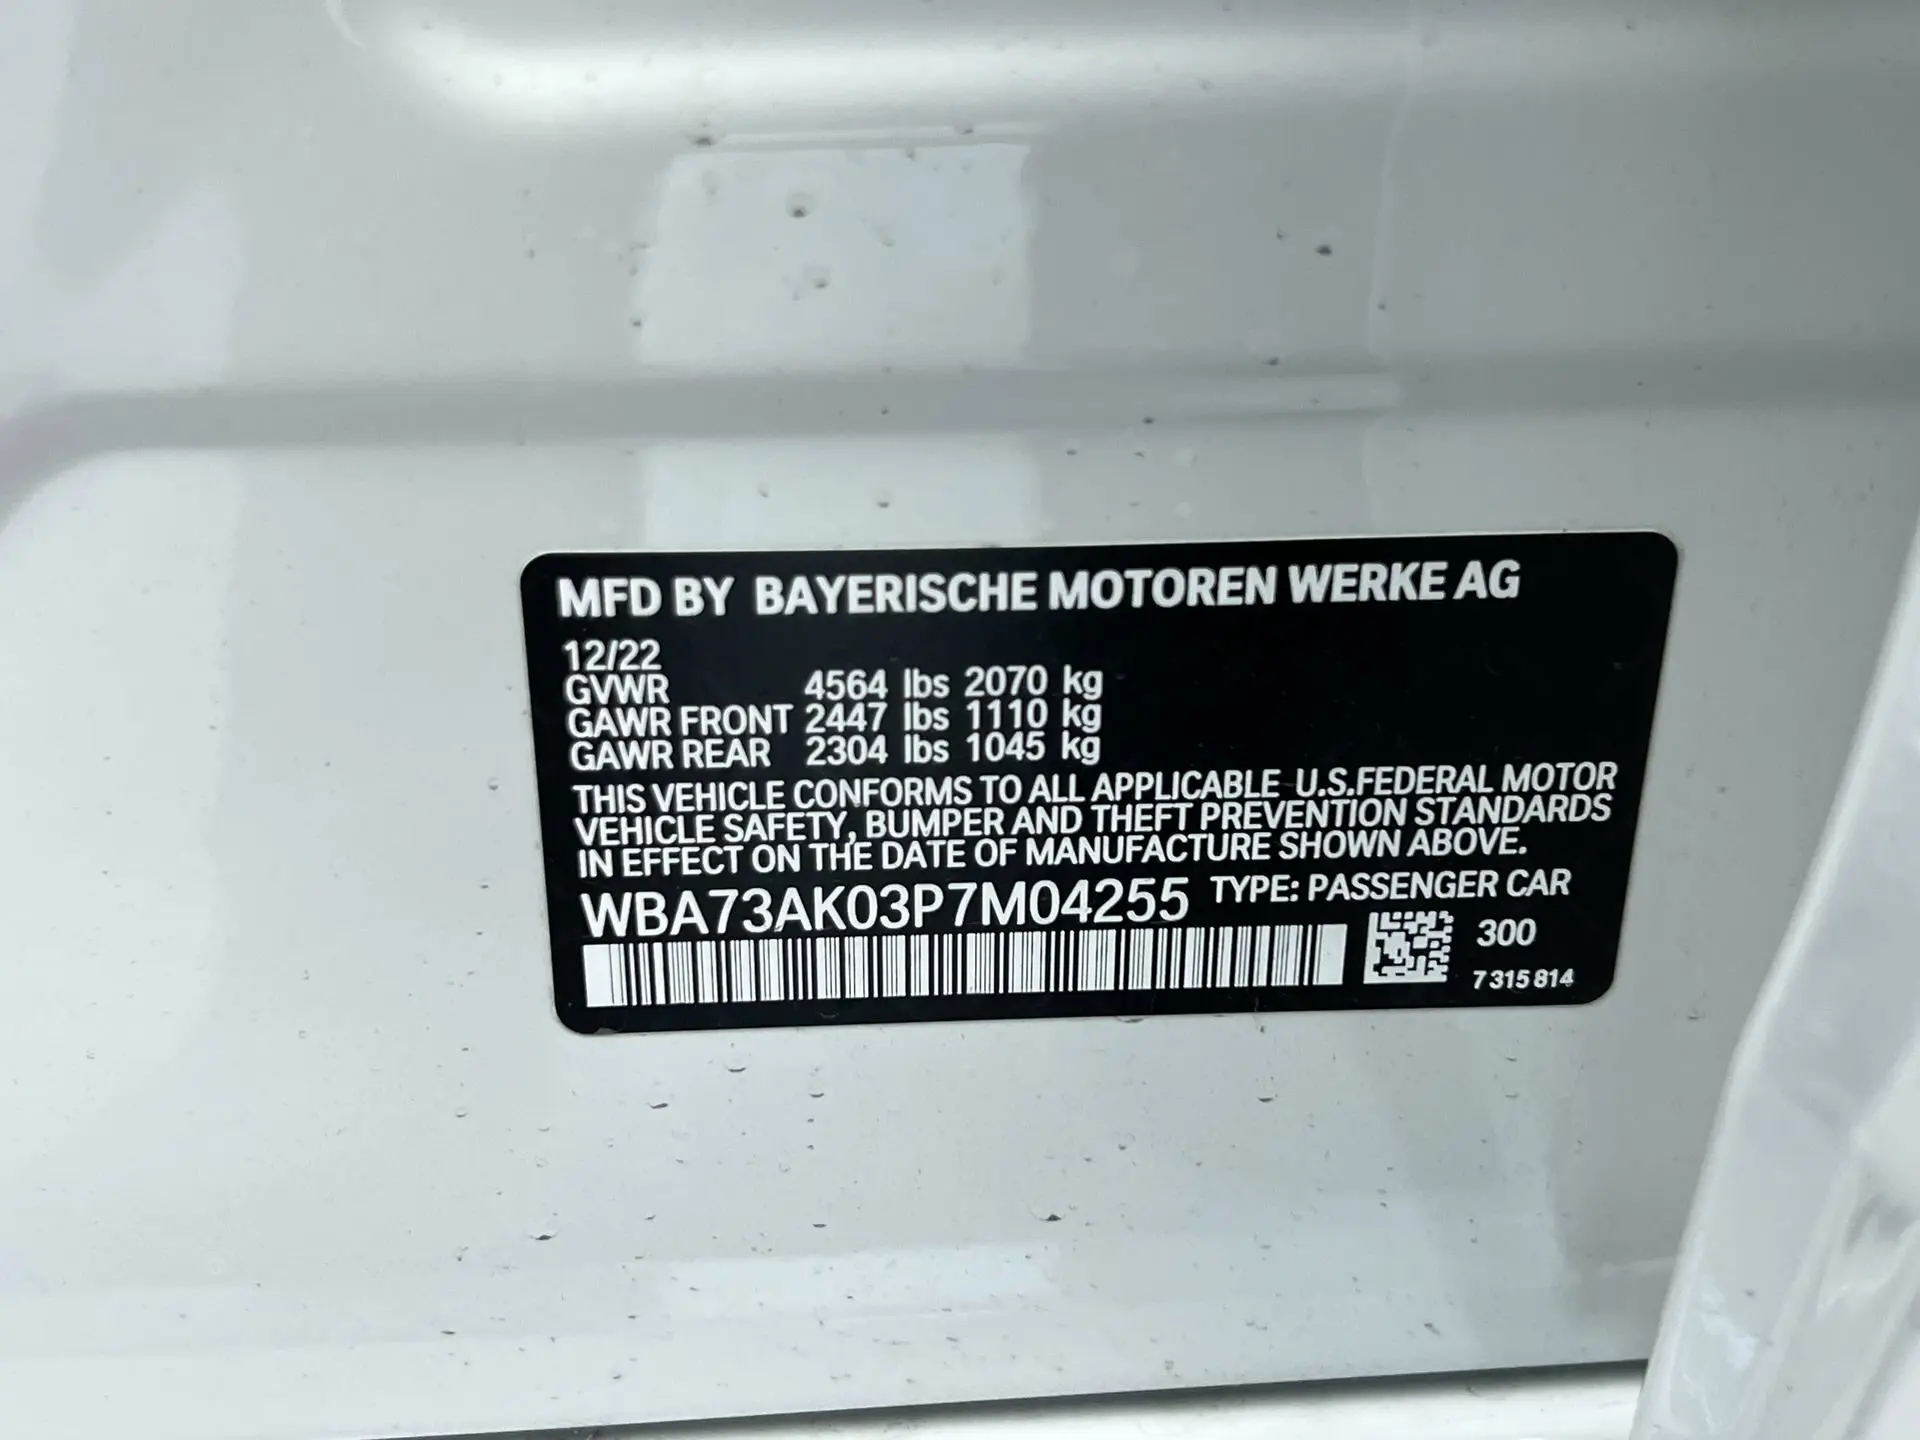 MFD BY BAYERISCHE MOTOREN WERKE AG
12/22
GVWR 4564 lbs 2070 kg
GAWR FRONT 2447 lbs 1110 kg
GAWR REAR 2304 lbs 1045 kg
THIS VEHICLE CONFORMS TO ALL APPLICABLE U.S.FEDERAL MOTOR
VEHICLE SAFETY, BUMPER AND THEFT PREVENTION STANDARDS
IN EFFECT ON THE DATE OF MANUFACTURE SHOWN ABOVE.
WBA73AK03P7M04255 TYPE: PASSENGER CAR
300
7 315 814